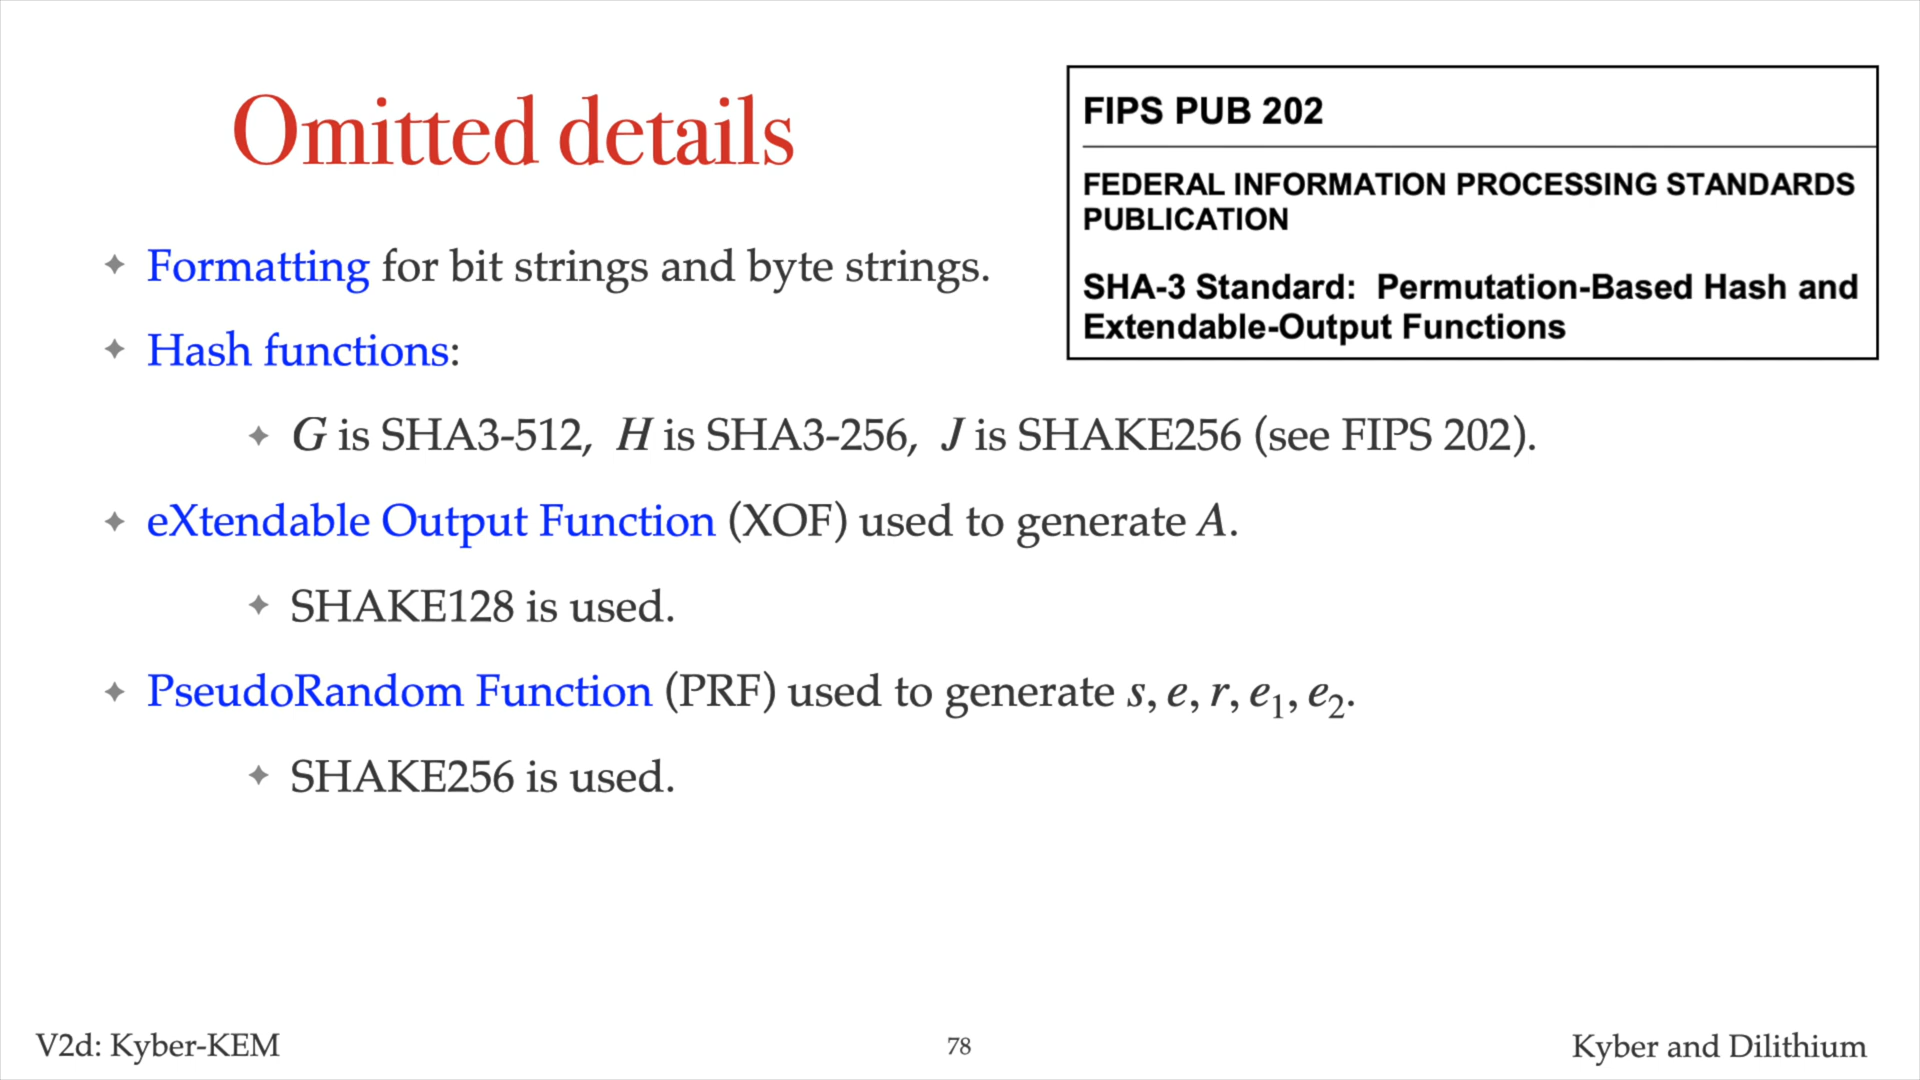 Omitted details
FIPS PUB 202
FEDERAL INFORMATION PROCESSING STANDARDS
PUBLICATION
SHA-3 Standard: Permutation-Based Hash and
Extendable-Output Functions
✦ Formatting for bit strings and byte strings.
✦ Hash functions:
✦ G is SHA3-512, H is SHA3-256, J is SHAKE256 (see FIPS 202).
✦ eXtendable Output Function (XOF) used to generate A.
✦ SHAKE128 is used.
✦ PseudoRandom Function (PRF) used to generate s, e, r, e₁, e₂.
✦ SHAKE256 is used.
V2d: Kyber-KEM
78
Kyber and Dilithium